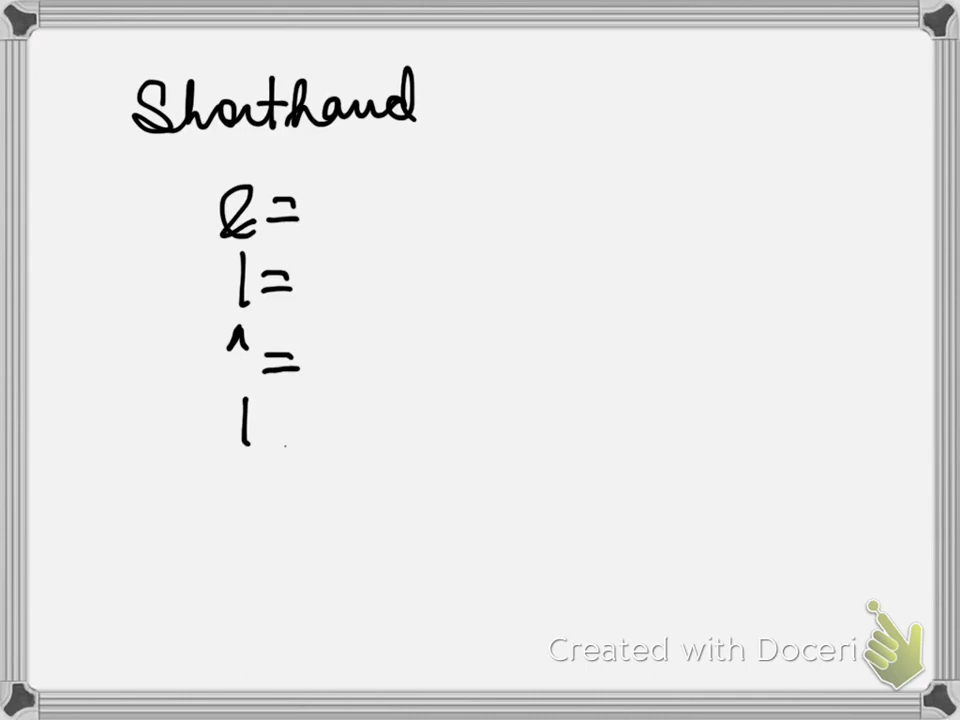 Shorthand
& =
| =
^ =
|
Created with Doceri